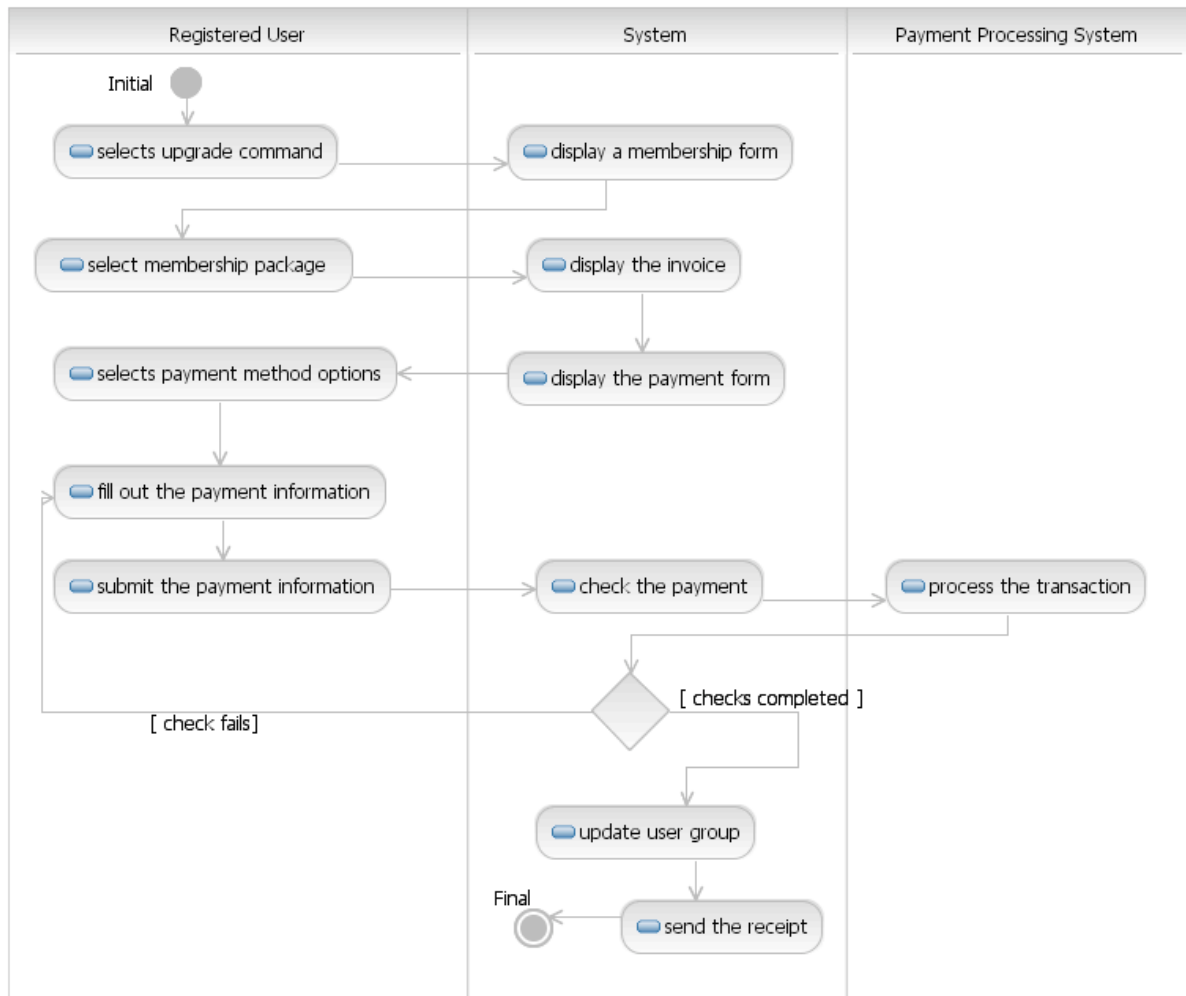 Registered User
System
Payment Processing System
Initial
selects upgrade command
display a membership form
select membership package
display the invoice
selects payment method options
display the payment form
fill out the payment information
submit the payment information
check the payment
process the transaction
[ checks completed ]
[ check fails]
update user group
Final
send the receipt